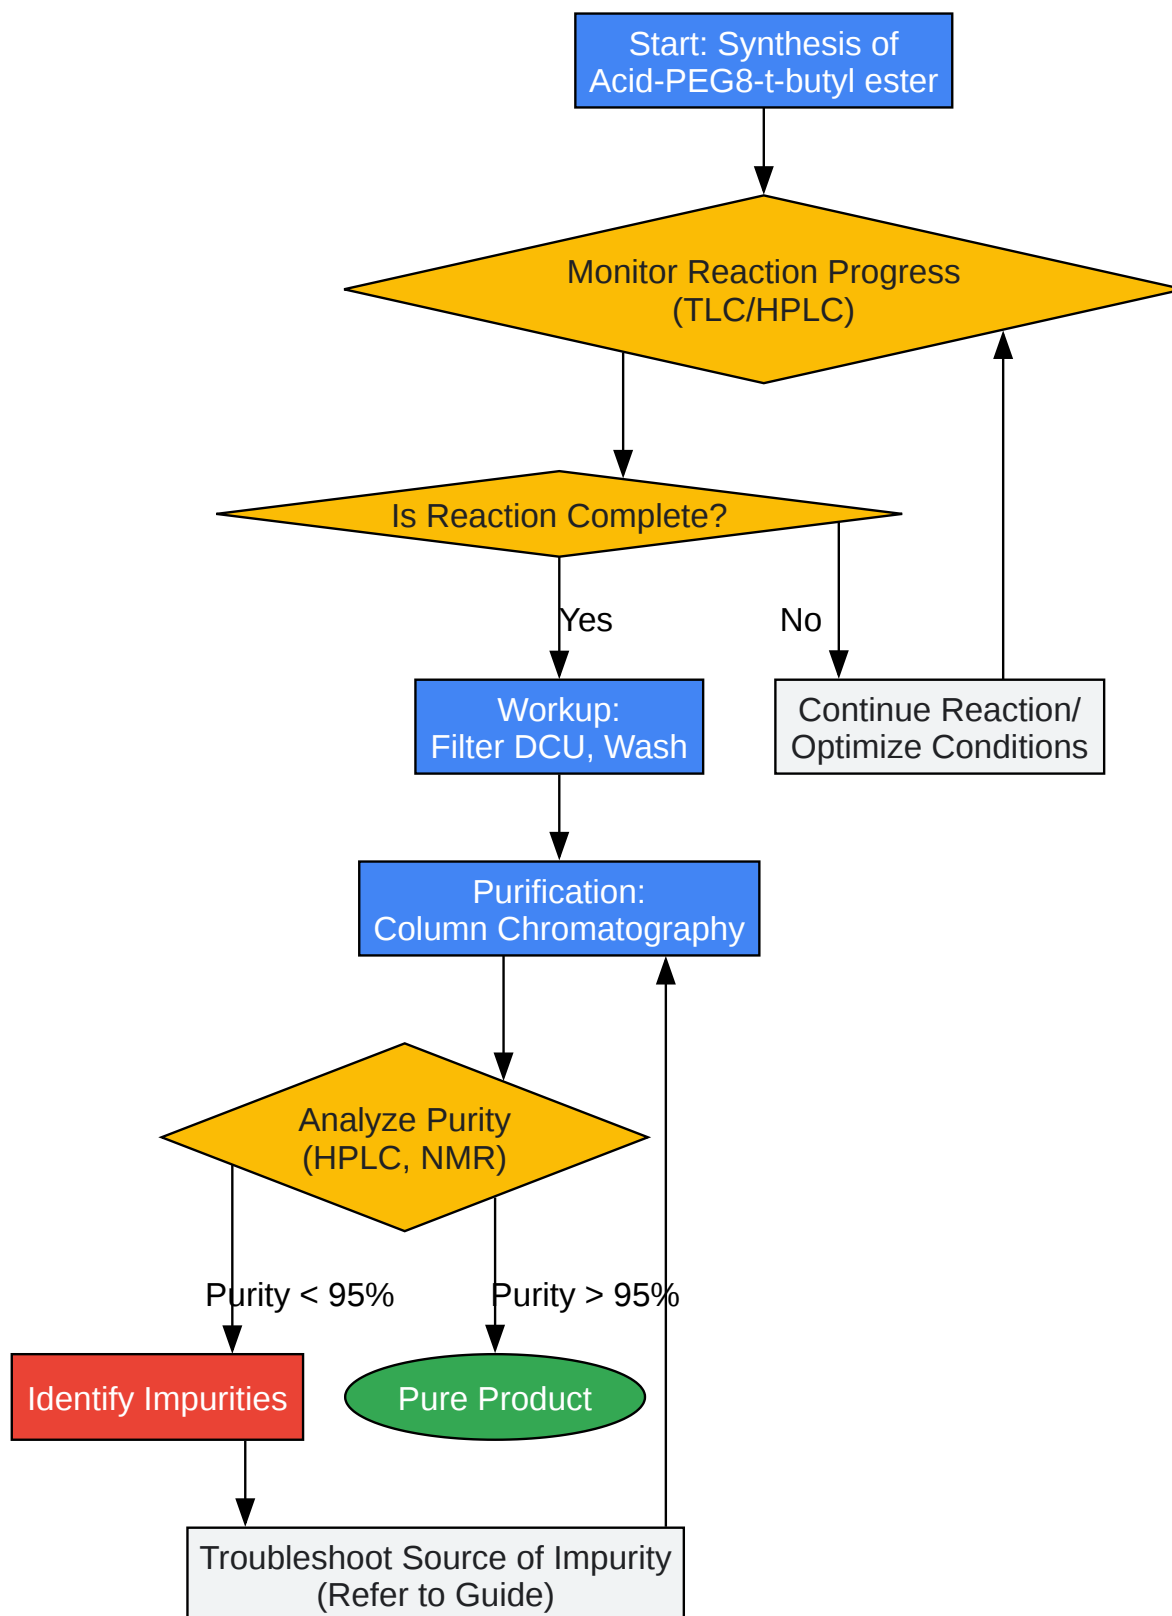 Start: Synthesis of
Acid-PEG8-t-butyl ester
Monitor Reaction Progress
(TLC/HPLC)
Is Reaction Complete?
Yes
No
Workup:
Filter DCU, Wash
Continue Reaction/
Optimize Conditions
Purification:
Column Chromatography
Analyze Purity
(HPLC, NMR)
Purity < 95%
Purity > 95%
Identify Impurities
Pure Product
Troubleshoot Source of Impurity
(Refer to Guide)